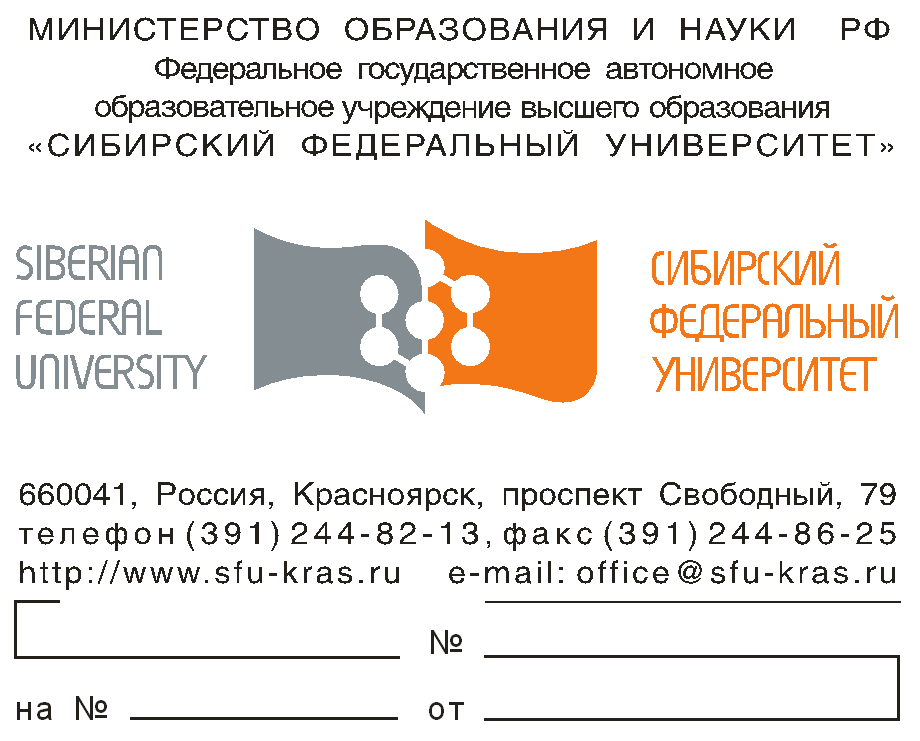 МИНИСТЕРСТВО ОБРАЗОВАНИЯ И НАУКИ РФ
Федеральное государственное автономное
образовательное учреждение высшего образования
«СИБИРСКИЙ ФЕДЕРАЛЬНЫЙ УНИВЕРСИТЕТ»
SIBERIAN
FEDERAL
UNIVERSITY
СИБИРСКИЙ
ФЕДЕРАЛЬНЫЙ
УНИВЕРСИТЕТ
660041, Россия, Красноярск, проспект Свободный, 79
телефон (391) 244-82-13, факс (391) 244-86-25
http://www.sfu-kras.ru e-mail: office@sfu-kras.ru
№
на № от